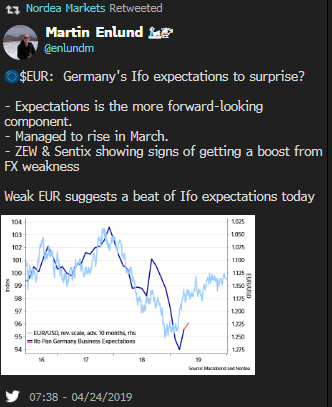 Nordea Markets Retweeted
Martin Enlund
@enlundm
$EUR: Germany's Ifo expectations to surprise?
- Expectations is the more forward-looking
component.
- Managed to rise in March.
- ZEW & Sentix showing signs of getting a boost from
FX weakness
Weak EUR suggests a beat of Ifo expectations today
104 1.025
103 1.050
102 1.075
101 1.100
100 1.125
99 1.150
98 1.175
97 1.200
96 1.225
95 1.250
94 1.275
Index
EUR/USD
EUR/USD, rev. scale, adv. 10 months, rhs
Ifo Pan Germany Business Expectations
16 17 18 19
Source: Macrobond and Nordea
07:38 - 04/24/2019